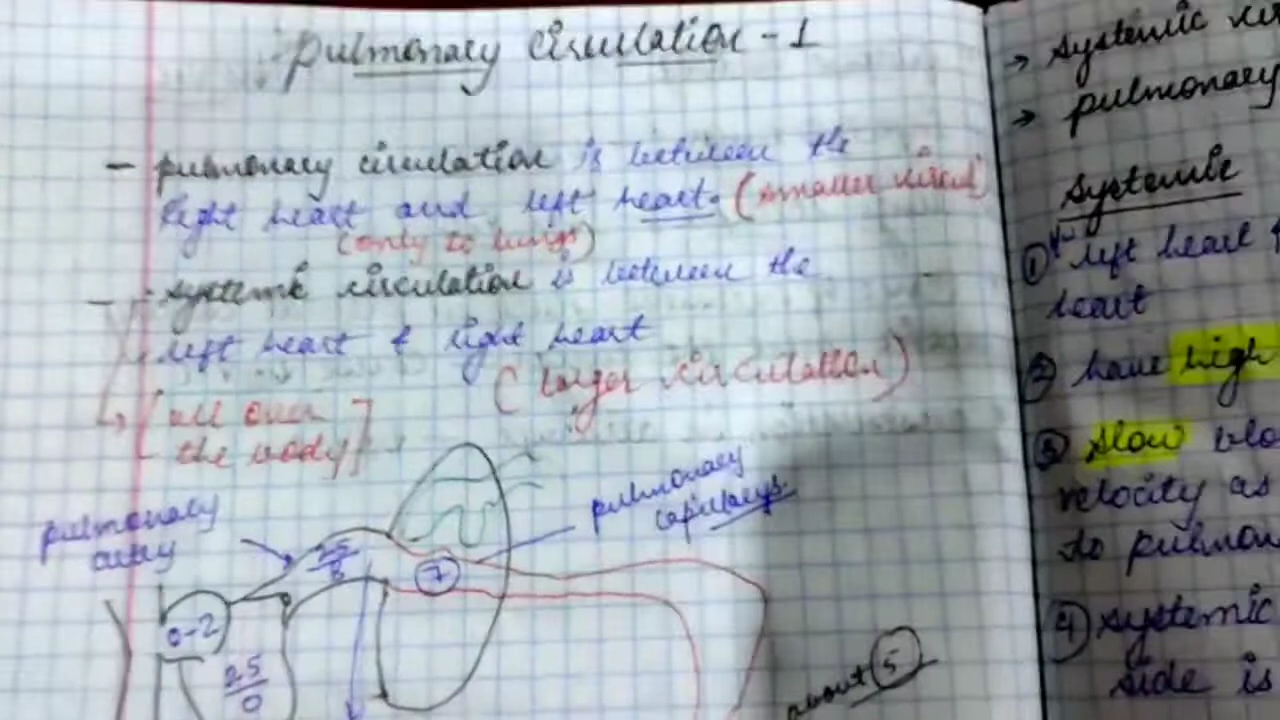 pulmonary circulation - 1
- pulmonary circulation is between the
right heart and left heart. (smaller
(only to lungs)
- systemic circulation is between the
left heart & right heart
(larger circulation)
→ [all over
the body]
pulmonary
artery
pulmonary
capillarys
25/8
7
0-2
25/0
about 5
→ systemic
→ pulmonary
systemic
① left heart
heart
② have high
③ slow
velocity as
to pulmon
④ systemic
side is